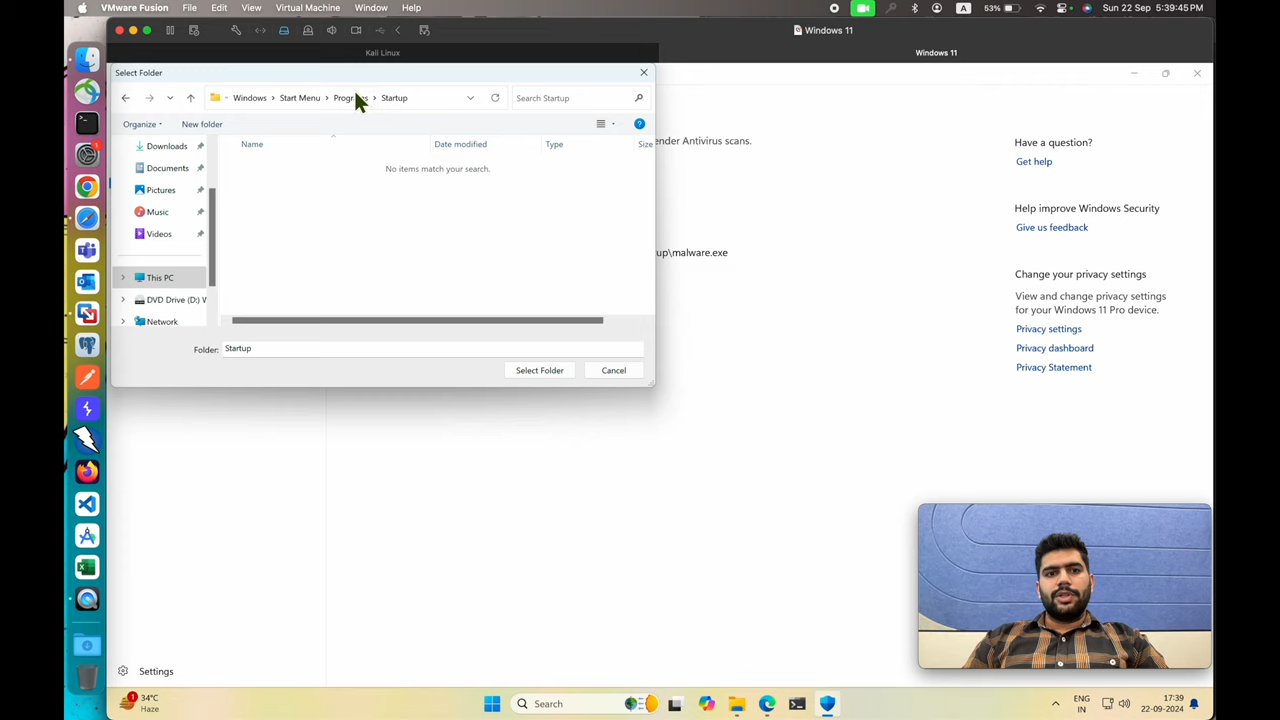 VMware Fusion File Edit View Virtual Machine Window Help
A 53% Sun 22 Sep 5:39:45 PM
Windows 11
Kali Linux
Windows 11
Select Folder
Windows › Start Menu › › Startup
Search Startup
Organize
New folder
Name
Date modified
Type
Size
No items match your search.
Downloads
Documents
Pictures
Music
Videos
This PC
DVD Drive (D:)
Network
Folder: Startup
Select Folder
Cancel
Antivirus scans.
\malware.exe
Have a question?
Get help
Help improve Windows Security
Give us feedback
Change your privacy settings
View and change privacy settings
for your Windows 11 Pro device.
Privacy settings
Privacy dashboard
Privacy Statement
Settings
1
34°C
Haze
Search
ENG
IN
17:39
22-09-2024